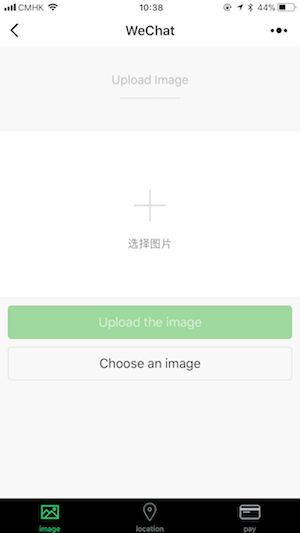 CMHK 10:38 44%
WeChat
Upload Image
选择图片
Upload the image
Choose an image
image location pay